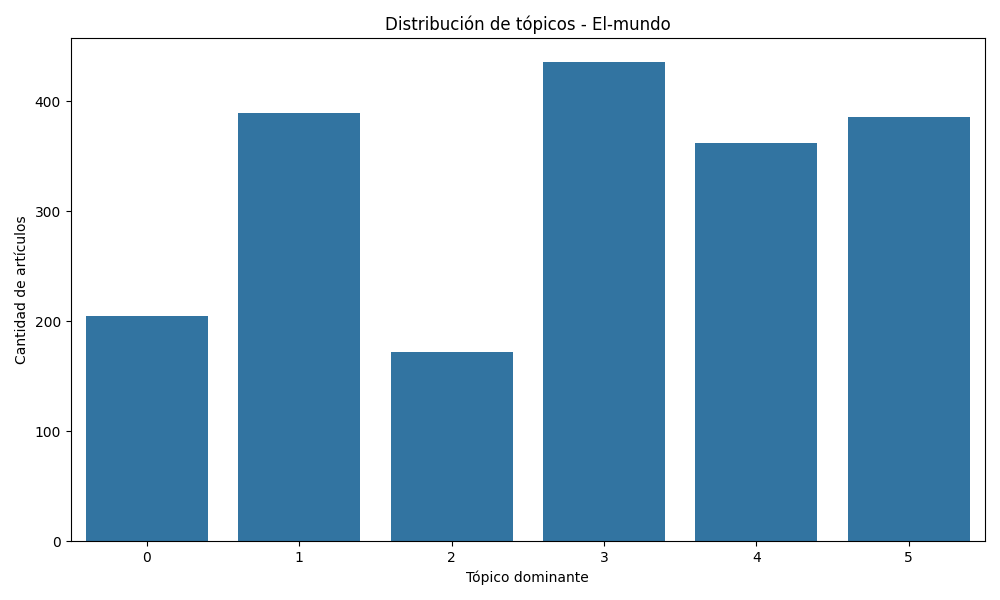 Distribución de tópicos - El-mundo
Cantidad de artículos
400
300
200
100
0
0 1 2 3 4 5
Tópico dominante